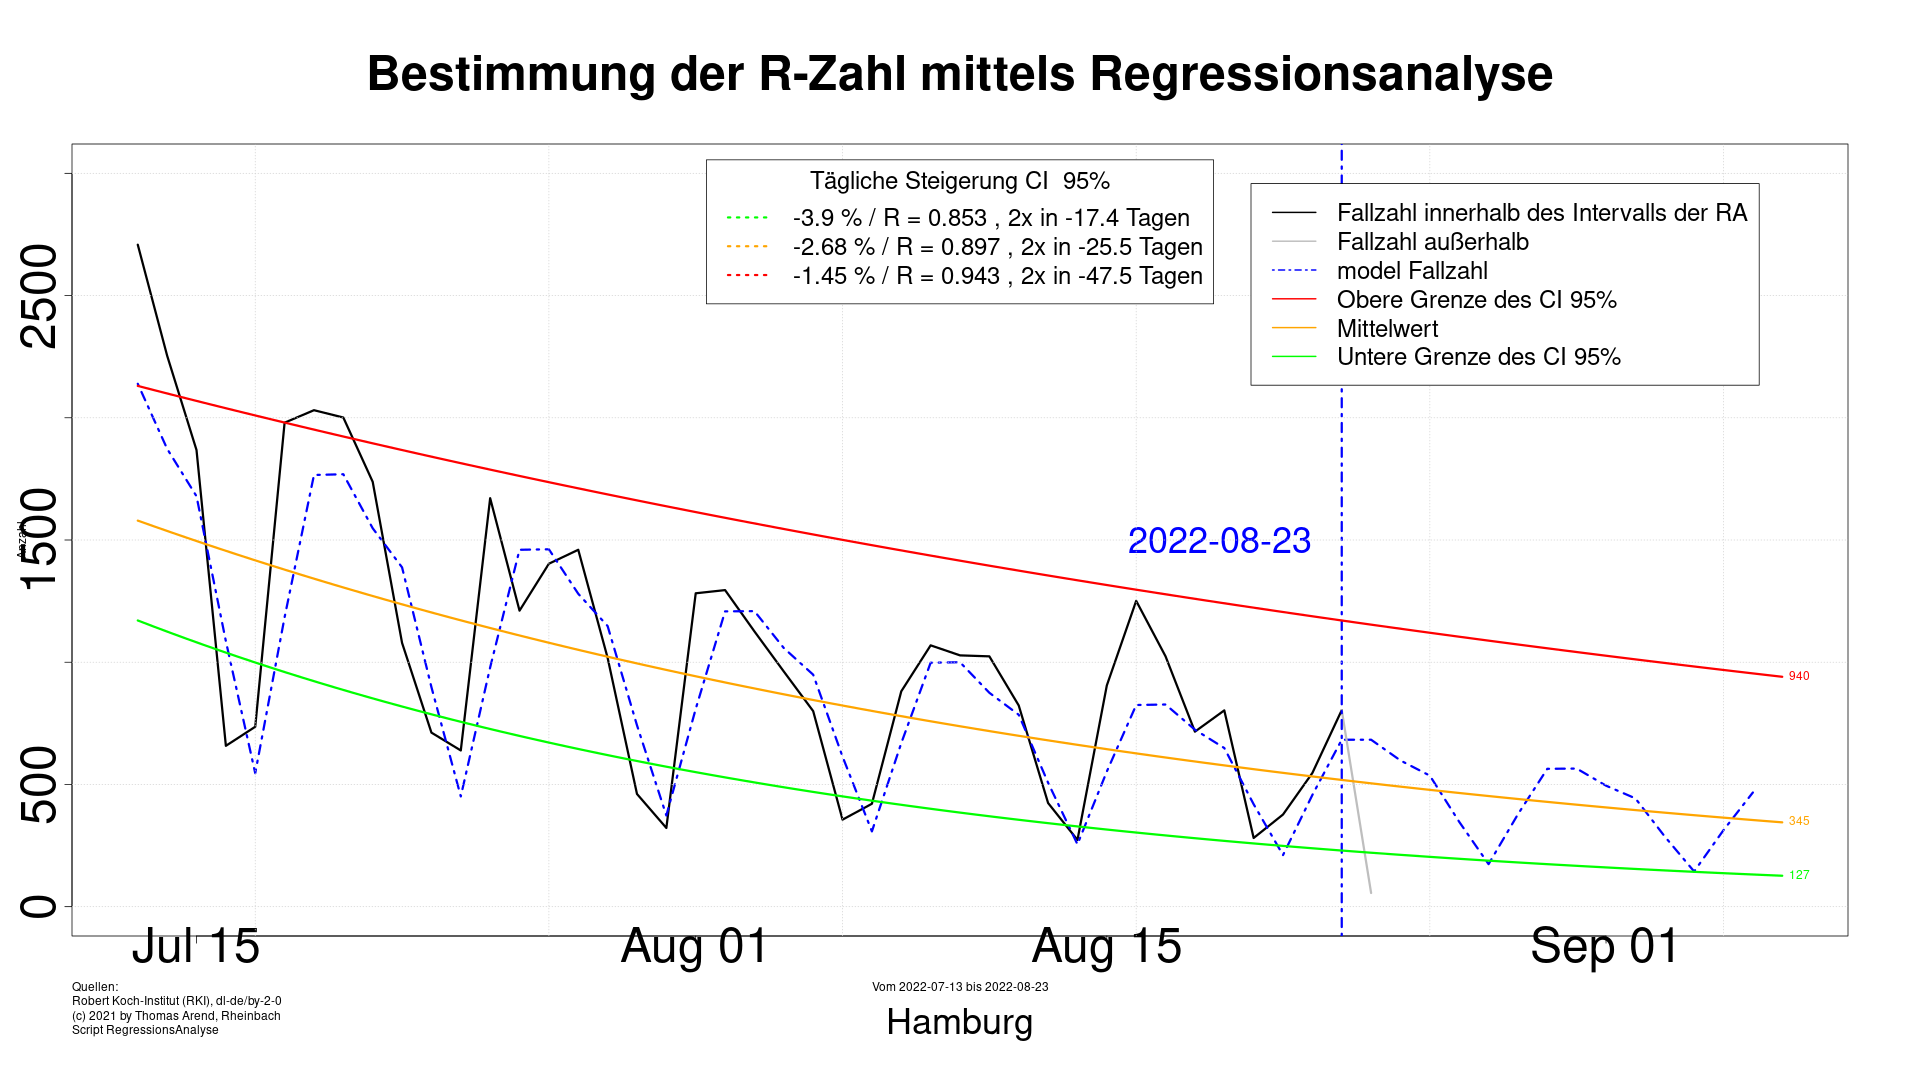 Bestimmung der R-Zahl mittels Regressionsanalyse
Tägliche Steigerung CI  95%
-3.9 % / R = 0.853 , 2x in -17.4 Tagen
-2.68 % / R = 0.897 , 2x in -25.5 Tagen
-1.45 % / R = 0.943 , 2x in -47.5 Tagen
Fallzahl innerhalb des Intervalls der RA
Fallzahl außerhalb
model Fallzahl
Obere Grenze des CI 95%
Mittelwert
Untere Grenze des CI 95%
2500
1500
500
0
Anzahl
2022-08-23
940
345
127
Jul 15
Aug 01
Aug 15
Sep 01
Quellen:
Robert Koch-Institut (RKI), dl-de/by-2-0
(c) 2021 by Thomas Arend, Rheinbach
Script RegressionsAnalyse
Vom 2022-07-13 bis 2022-08-23
Hamburg